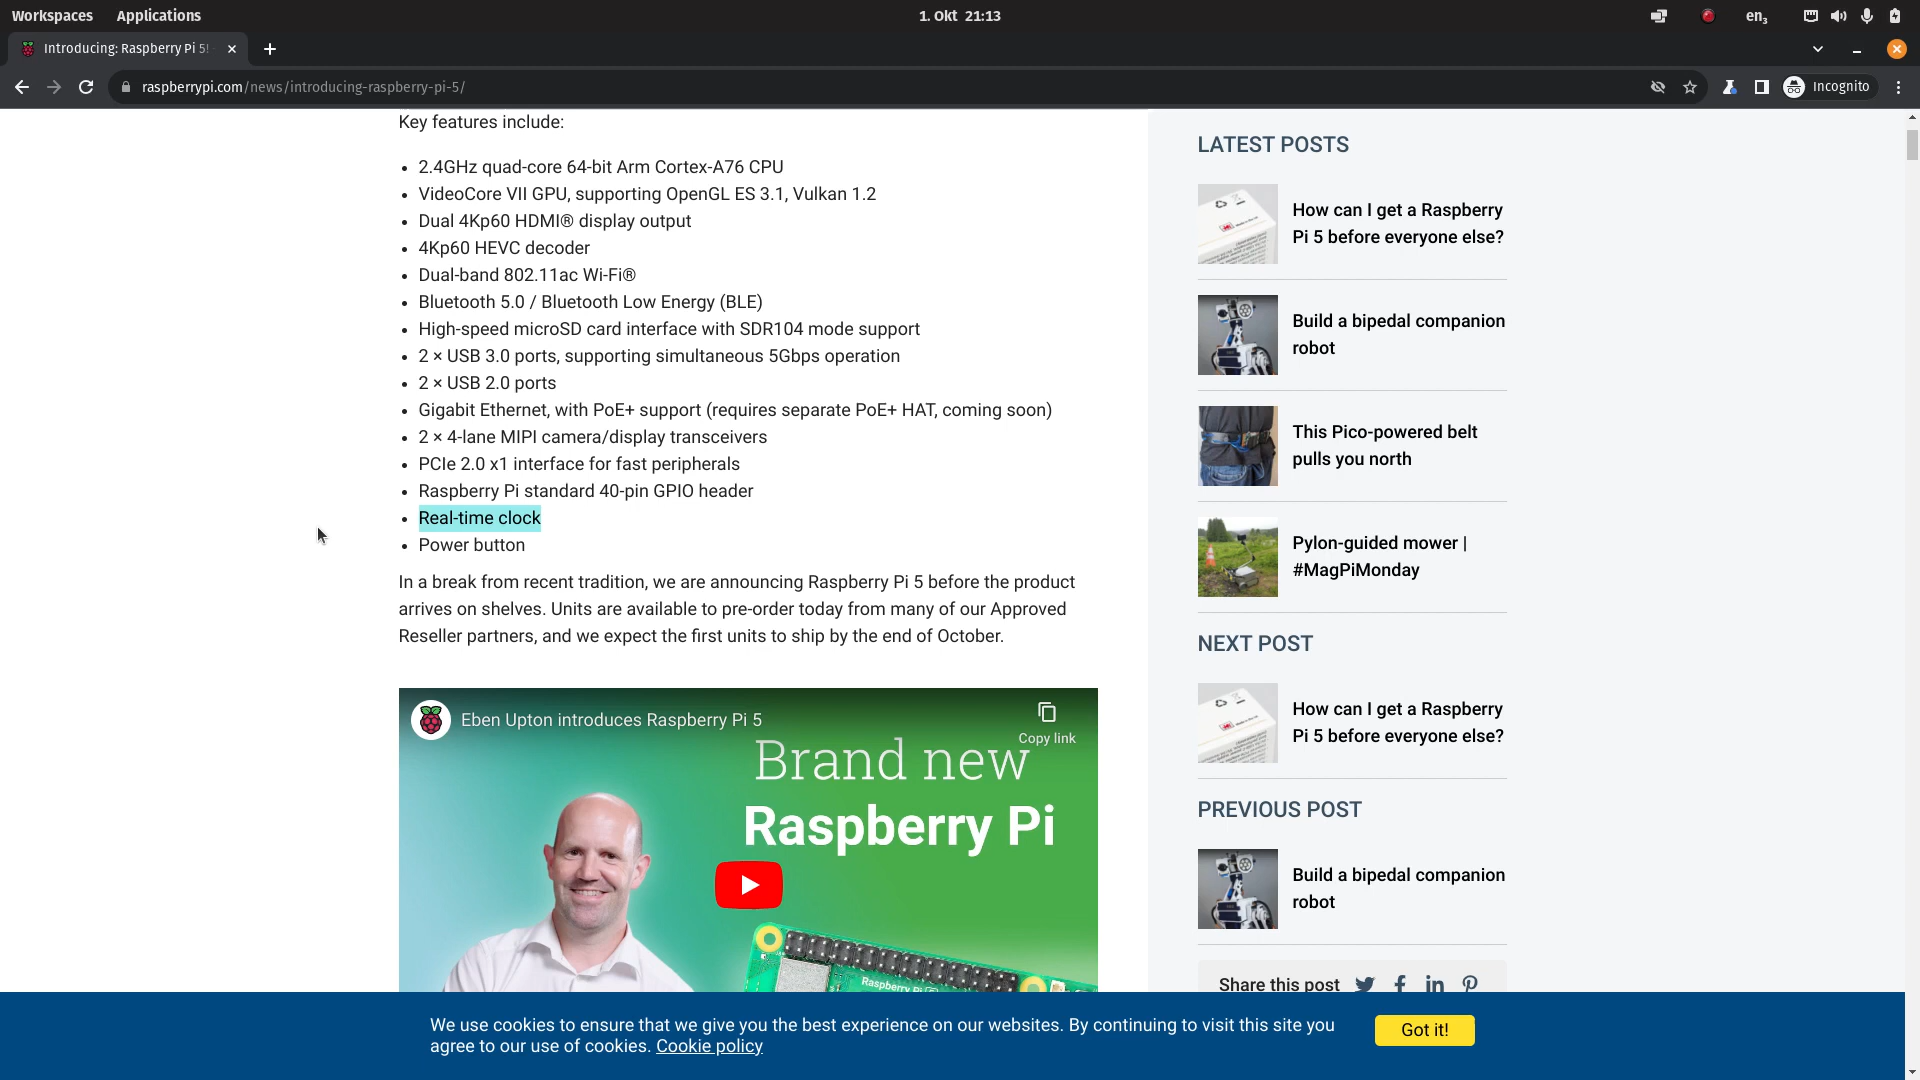 Workspaces Applications 1. Okt 21:13 en₃
Introducing: Raspberry Pi 5!
raspberrypi.com/news/introducing-raspberry-pi-5/ Incognito
Key features include:
• 2.4GHz quad-core 64-bit Arm Cortex-A76 CPU
• VideoCore VII GPU, supporting OpenGL ES 3.1, Vulkan 1.2
• Dual 4Kp60 HDMI® display output
• 4Kp60 HEVC decoder
• Dual-band 802.11ac Wi-Fi®
• Bluetooth 5.0 / Bluetooth Low Energy (BLE)
• High-speed microSD card interface with SDR104 mode support
• 2 × USB 3.0 ports, supporting simultaneous 5Gbps operation
• 2 × USB 2.0 ports
• Gigabit Ethernet, with PoE+ support (requires separate PoE+ HAT, coming soon)
• 2 × 4-lane MIPI camera/display transceivers
• PCIe 2.0 x1 interface for fast peripherals
• Raspberry Pi standard 40-pin GPIO header
• Real-time clock
• Power button
In a break from recent tradition, we are announcing Raspberry Pi 5 before the product
arrives on shelves. Units are available to pre-order today from many of our Approved
Reseller partners, and we expect the first units to ship by the end of October.
Eben Upton introduces Raspberry Pi 5
Copy link
Brand new
Raspberry Pi
Raspberry Pi
LATEST POSTS
How can I get a Raspberry
Pi 5 before everyone else?
Build a bipedal companion
robot
This Pico-powered belt
pulls you north
Pylon-guided mower |
#MagPiMonday
NEXT POST
How can I get a Raspberry
Pi 5 before everyone else?
PREVIOUS POST
Build a bipedal companion
robot
Share this post
We use cookies to ensure that we give you the best experience on our websites. By continuing to visit this site you
agree to our use of cookies. Cookie policy
Got it!